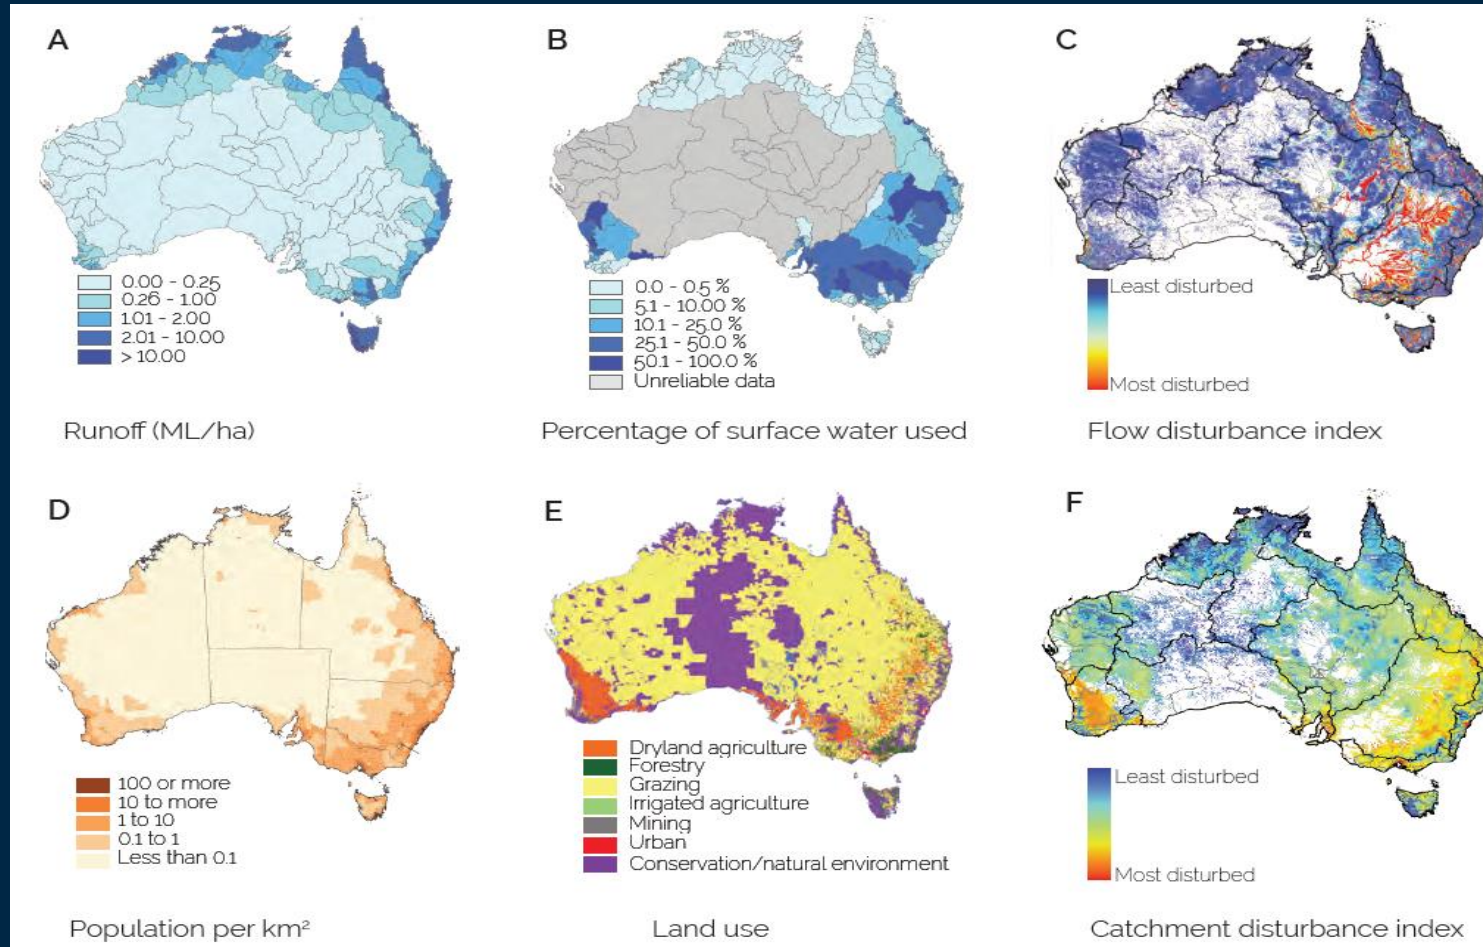 A
0.00 - 0.25
0.26 - 1.00
1.01 - 2.00
2.01 - 10.00
> 10.00
Runoff (ML/ha)
B
0.0 - 0.5 %
5.1 - 10.00 %
10.1 - 25.0 %
25.1 - 50.0 %
50.1 - 100.0 %
Unreliable data
Percentage of surface water used
C
Least disturbed
Most disturbed
Flow disturbance index
D
100 or more
10 to more
1 to 10
0.1 to 1
Less than 0.1
Population per km²
E
Dryland agriculture
Forestry
Grazing
Irrigated agriculture
Mining
Urban
Conservation/natural environment
Land use
F
Least disturbed
Most disturbed
Catchment disturbance index